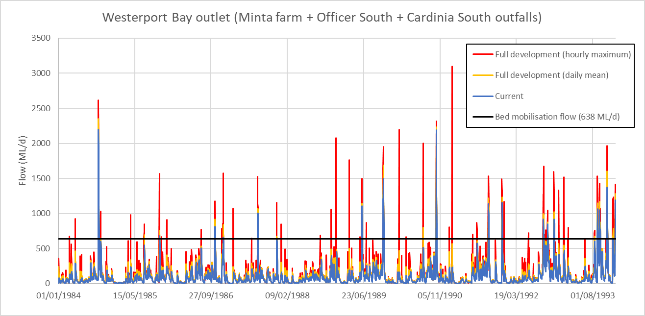 Westerport Bay outlet (Minta farm + Officer South + Cardinia South outfalls)
3500
3000
2500
2000
1500
1000
500
0
Flow (ML/d)
Full development (hourly maximum)
Full development (daily mean)
Current
Bed mobilisation flow (638 ML/d)
01/01/1984
15/05/1985
27/09/1986
09/02/1988
23/06/1989
05/11/1990
19/03/1992
01/08/1993